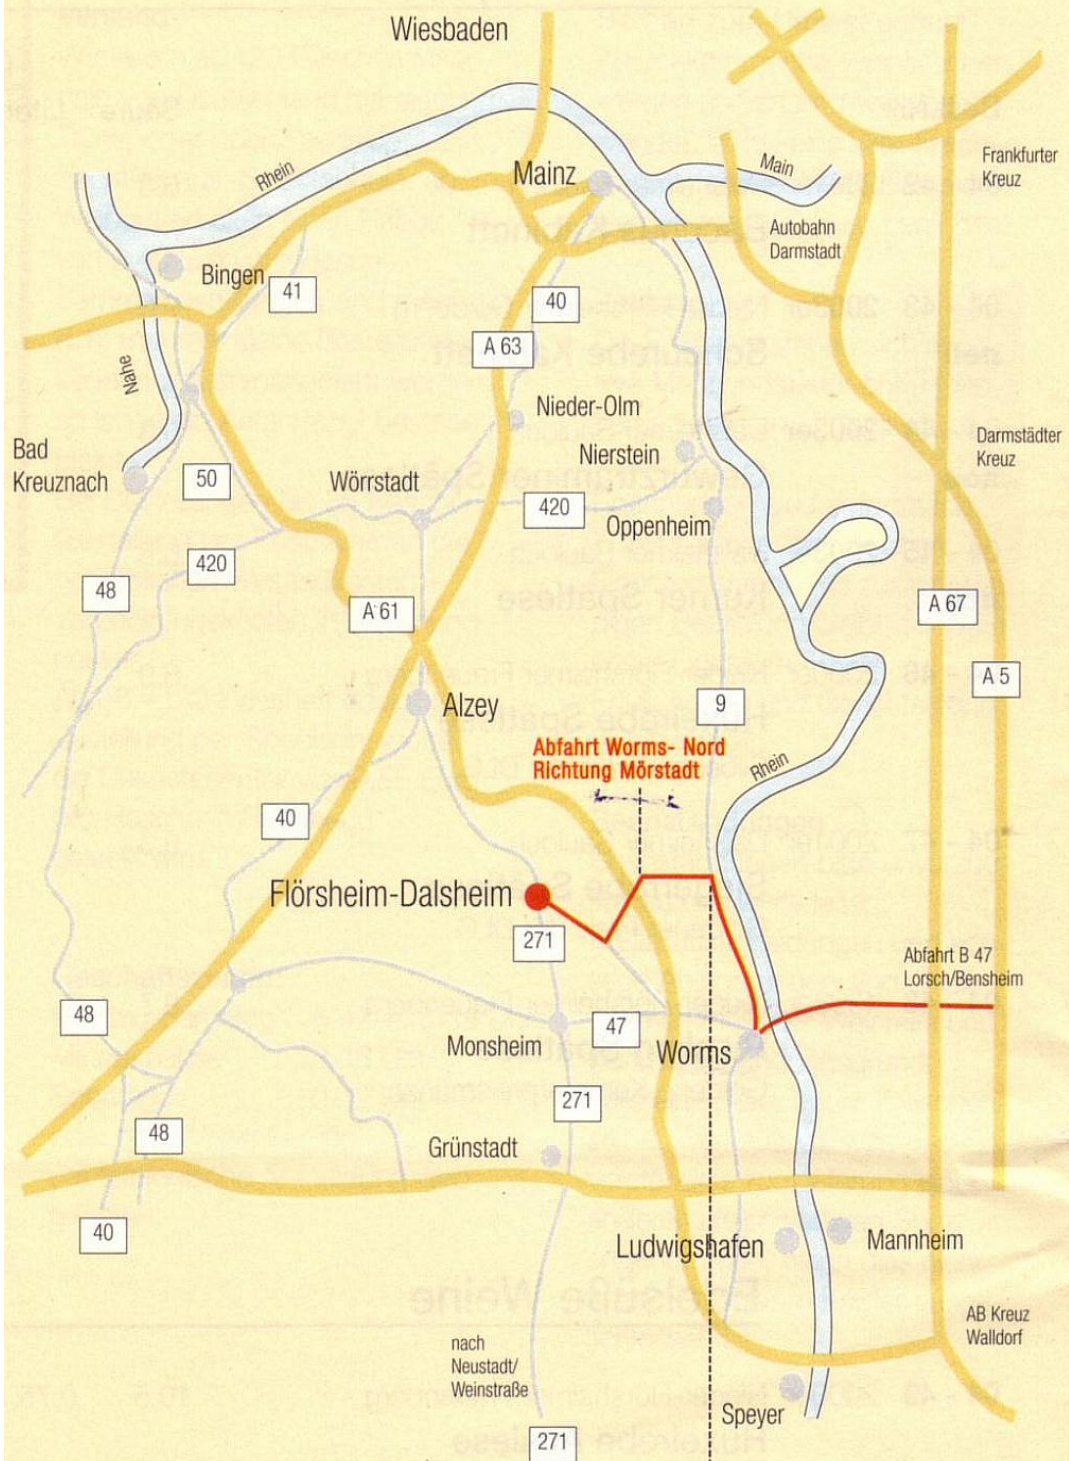 Wiesbaden
Frankfurter
Kreuz
Rhein
Mainz
Main
Autobahn
Darmstadt
Bingen
41
40
A 63
Nahe
Nieder-Olm
Bad
Kreuznach
50
Wörrstadt
Nierstein
Darmstädter
Kreuz
420
Oppenheim
420
48
A 61
A 67
A 5
Alzey
9
Abfahrt Worms- Nord
Richtung Mörstadt
Rhein
40
Flörsheim-Dalsheim
271
Abfahrt B 47
Lorsch/Bensheim
48
Monsheim
47
Worms
271
48
Grünstadt
40
Ludwigshafen
Mannheim
AB Kreuz
Walldorf
nach
Neustadt/
Weinstraße
Speyer
271